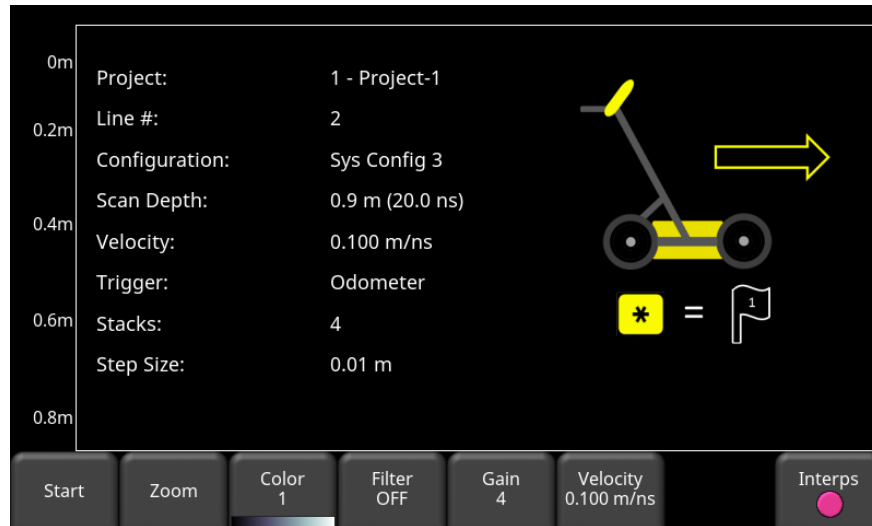 0m
0.2m
0.4m
0.6m
0.8m
Project: 1 - Project-1
Line #: 2
Configuration: Sys Config 3
Scan Depth: 0.9 m (20.0 ns)
Velocity: 0.100 m/ns
Trigger: Odometer
Stacks: 4
Step Size: 0.01 m
* = 1
Start
Zoom
Color
1
Filter
OFF
Gain
4
Velocity
0.100 m/ns
Interps